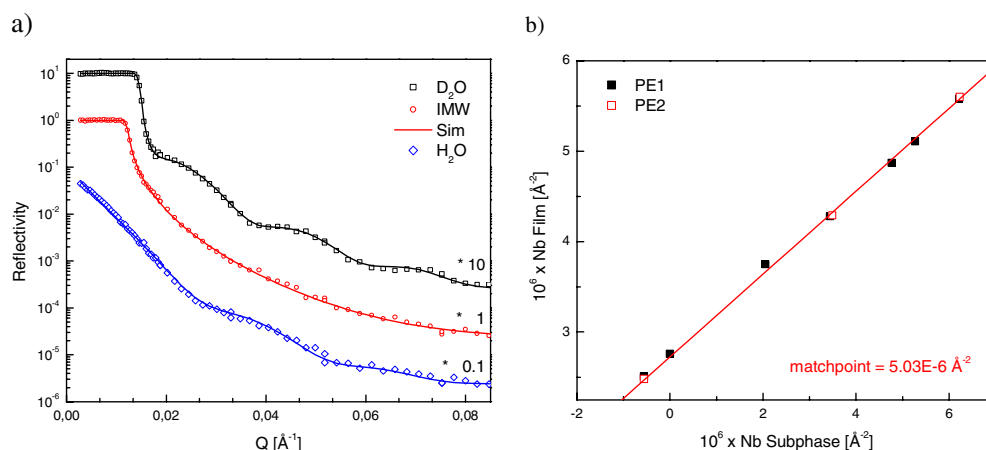 a)
Reflectivity
10¹
10⁰
10⁻¹
10⁻²
10⁻³
10⁻⁴
10⁻⁵
10⁻⁶
D₂O
IMW
Sim
H₂O
* 10
* 1
* 0.1
0,00 0,02 0,04 0,06 0,08
Q [Å⁻¹]
b)
10⁶ x Nb Film [Å⁻²]
6
5
4
3
PE1
PE2
matchpoint = 5.03E-6 Å⁻²
-2 0 2 4 6
10⁶ x Nb Subphase [Å⁻²]